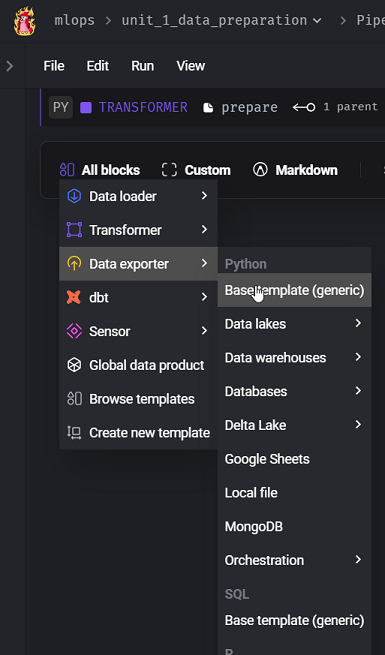 mlops > unit_1_data_preparation > Pipe
File Edit Run View
PY TRANSFORMER prepare 1 parent
All blocks Custom Markdown
Data loader
Transformer
Data exporter
dbt
Sensor
Global data product
Browse templates
Create new template
Python
Base template (generic)
Data lakes
Data warehouses
Databases
Delta Lake
Google Sheets
Local file
MongoDB
Orchestration
SQL
Base template (generic)
R